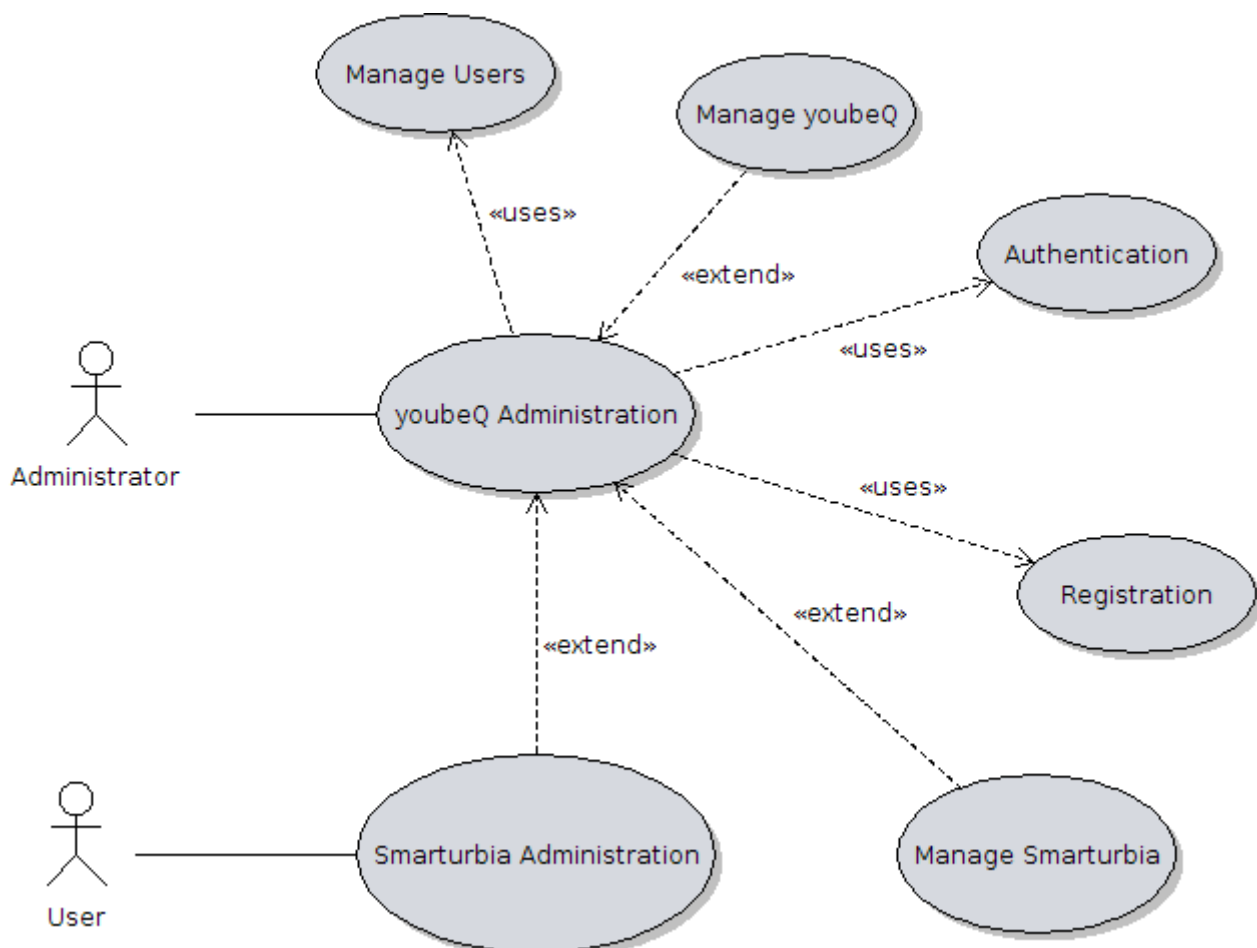 Manage Users
Manage youbeQ
«uses»
Authentication
«extend»
«uses»
youbeQ Administration
Administrator
«uses»
Registration
«extend»
«extend»
Smarturbia Administration
Manage Smarturbia
User